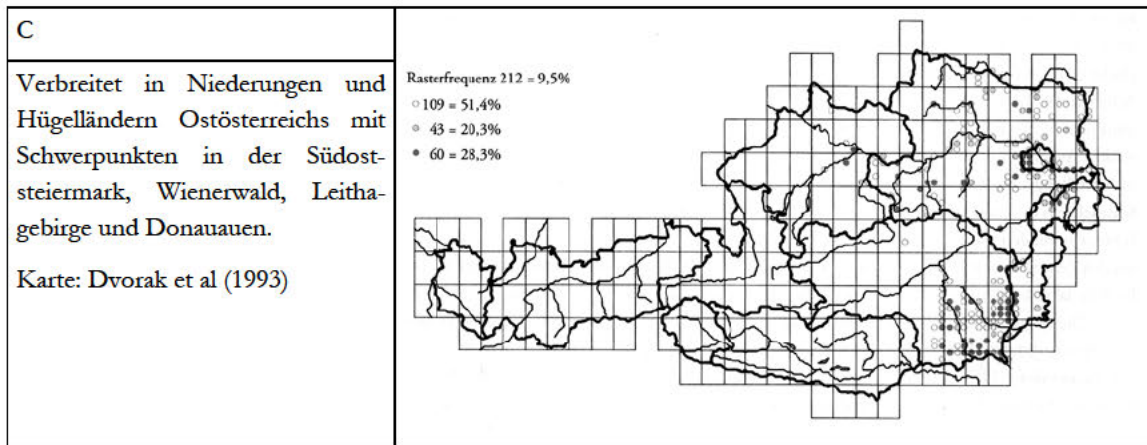 C
Verbreitet in Niederungen und
Hügelländern Ostösterreichs mit
Schwerpunkten in der Südost-
steiermark, Wienerwald, Leitha-
gebirge und Donauauen.
Karte: Dvorak et al (1993)
Rasterfrequenz 212 = 9,5%
109 = 51,4%
43 = 20,3%
60 = 28,3%